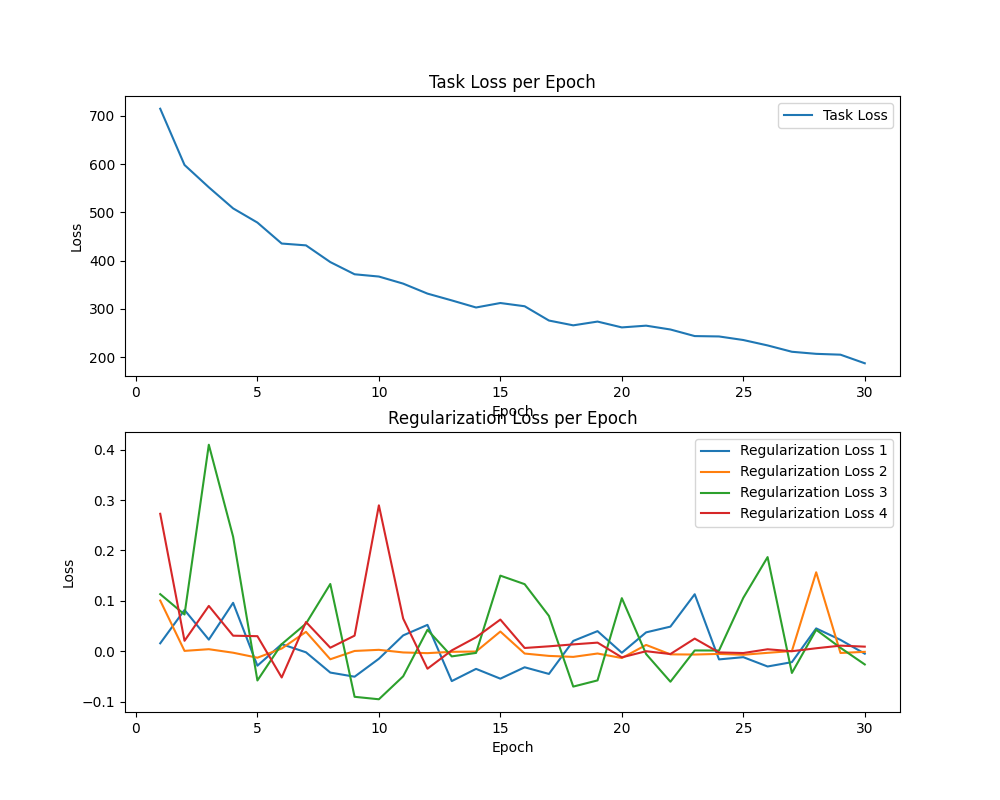 Task Loss per Epoch
Task Loss
Loss
700
600
500
400
300
200
0 5 10 15 20 25 30
Epoch
Regularization Loss per Epoch
Regularization Loss 1
Regularization Loss 2
Regularization Loss 3
Regularization Loss 4
Loss
0.4
0.3
0.2
0.1
0.0
−0.1
0 5 10 15 20 25 30
Epoch